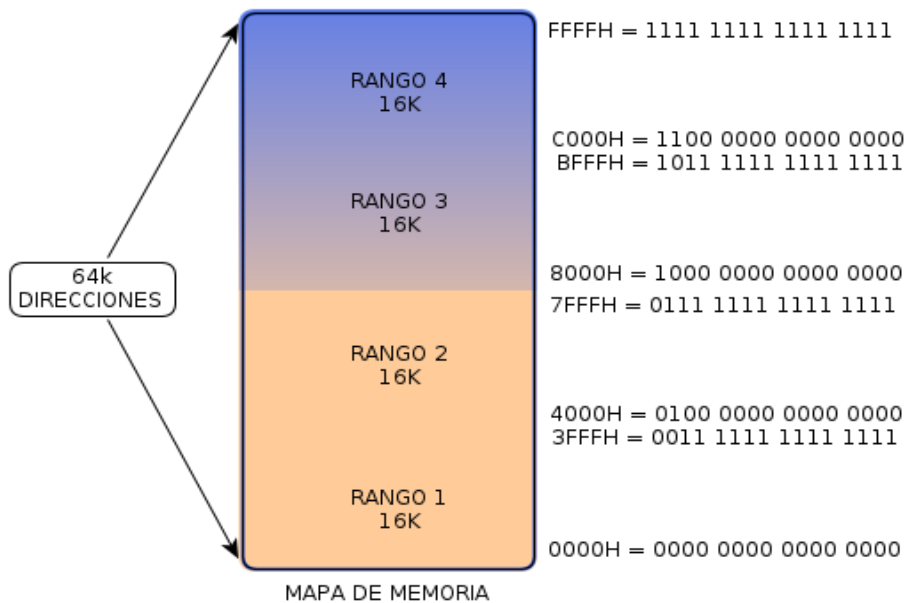 FFFFH = 1111 1111 1111 1111
RANGO 4
16K
C000H = 1100 0000 0000 0000
BFFFH = 1011 1111 1111 1111
RANGO 3
16K
64k
DIRECCIONES
8000H = 1000 0000 0000 0000
7FFFH = 0111 1111 1111 1111
RANGO 2
16K
4000H = 0100 0000 0000 0000
3FFFH = 0011 1111 1111 1111
RANGO 1
16K
0000H = 0000 0000 0000 0000
MAPA DE MEMORIA